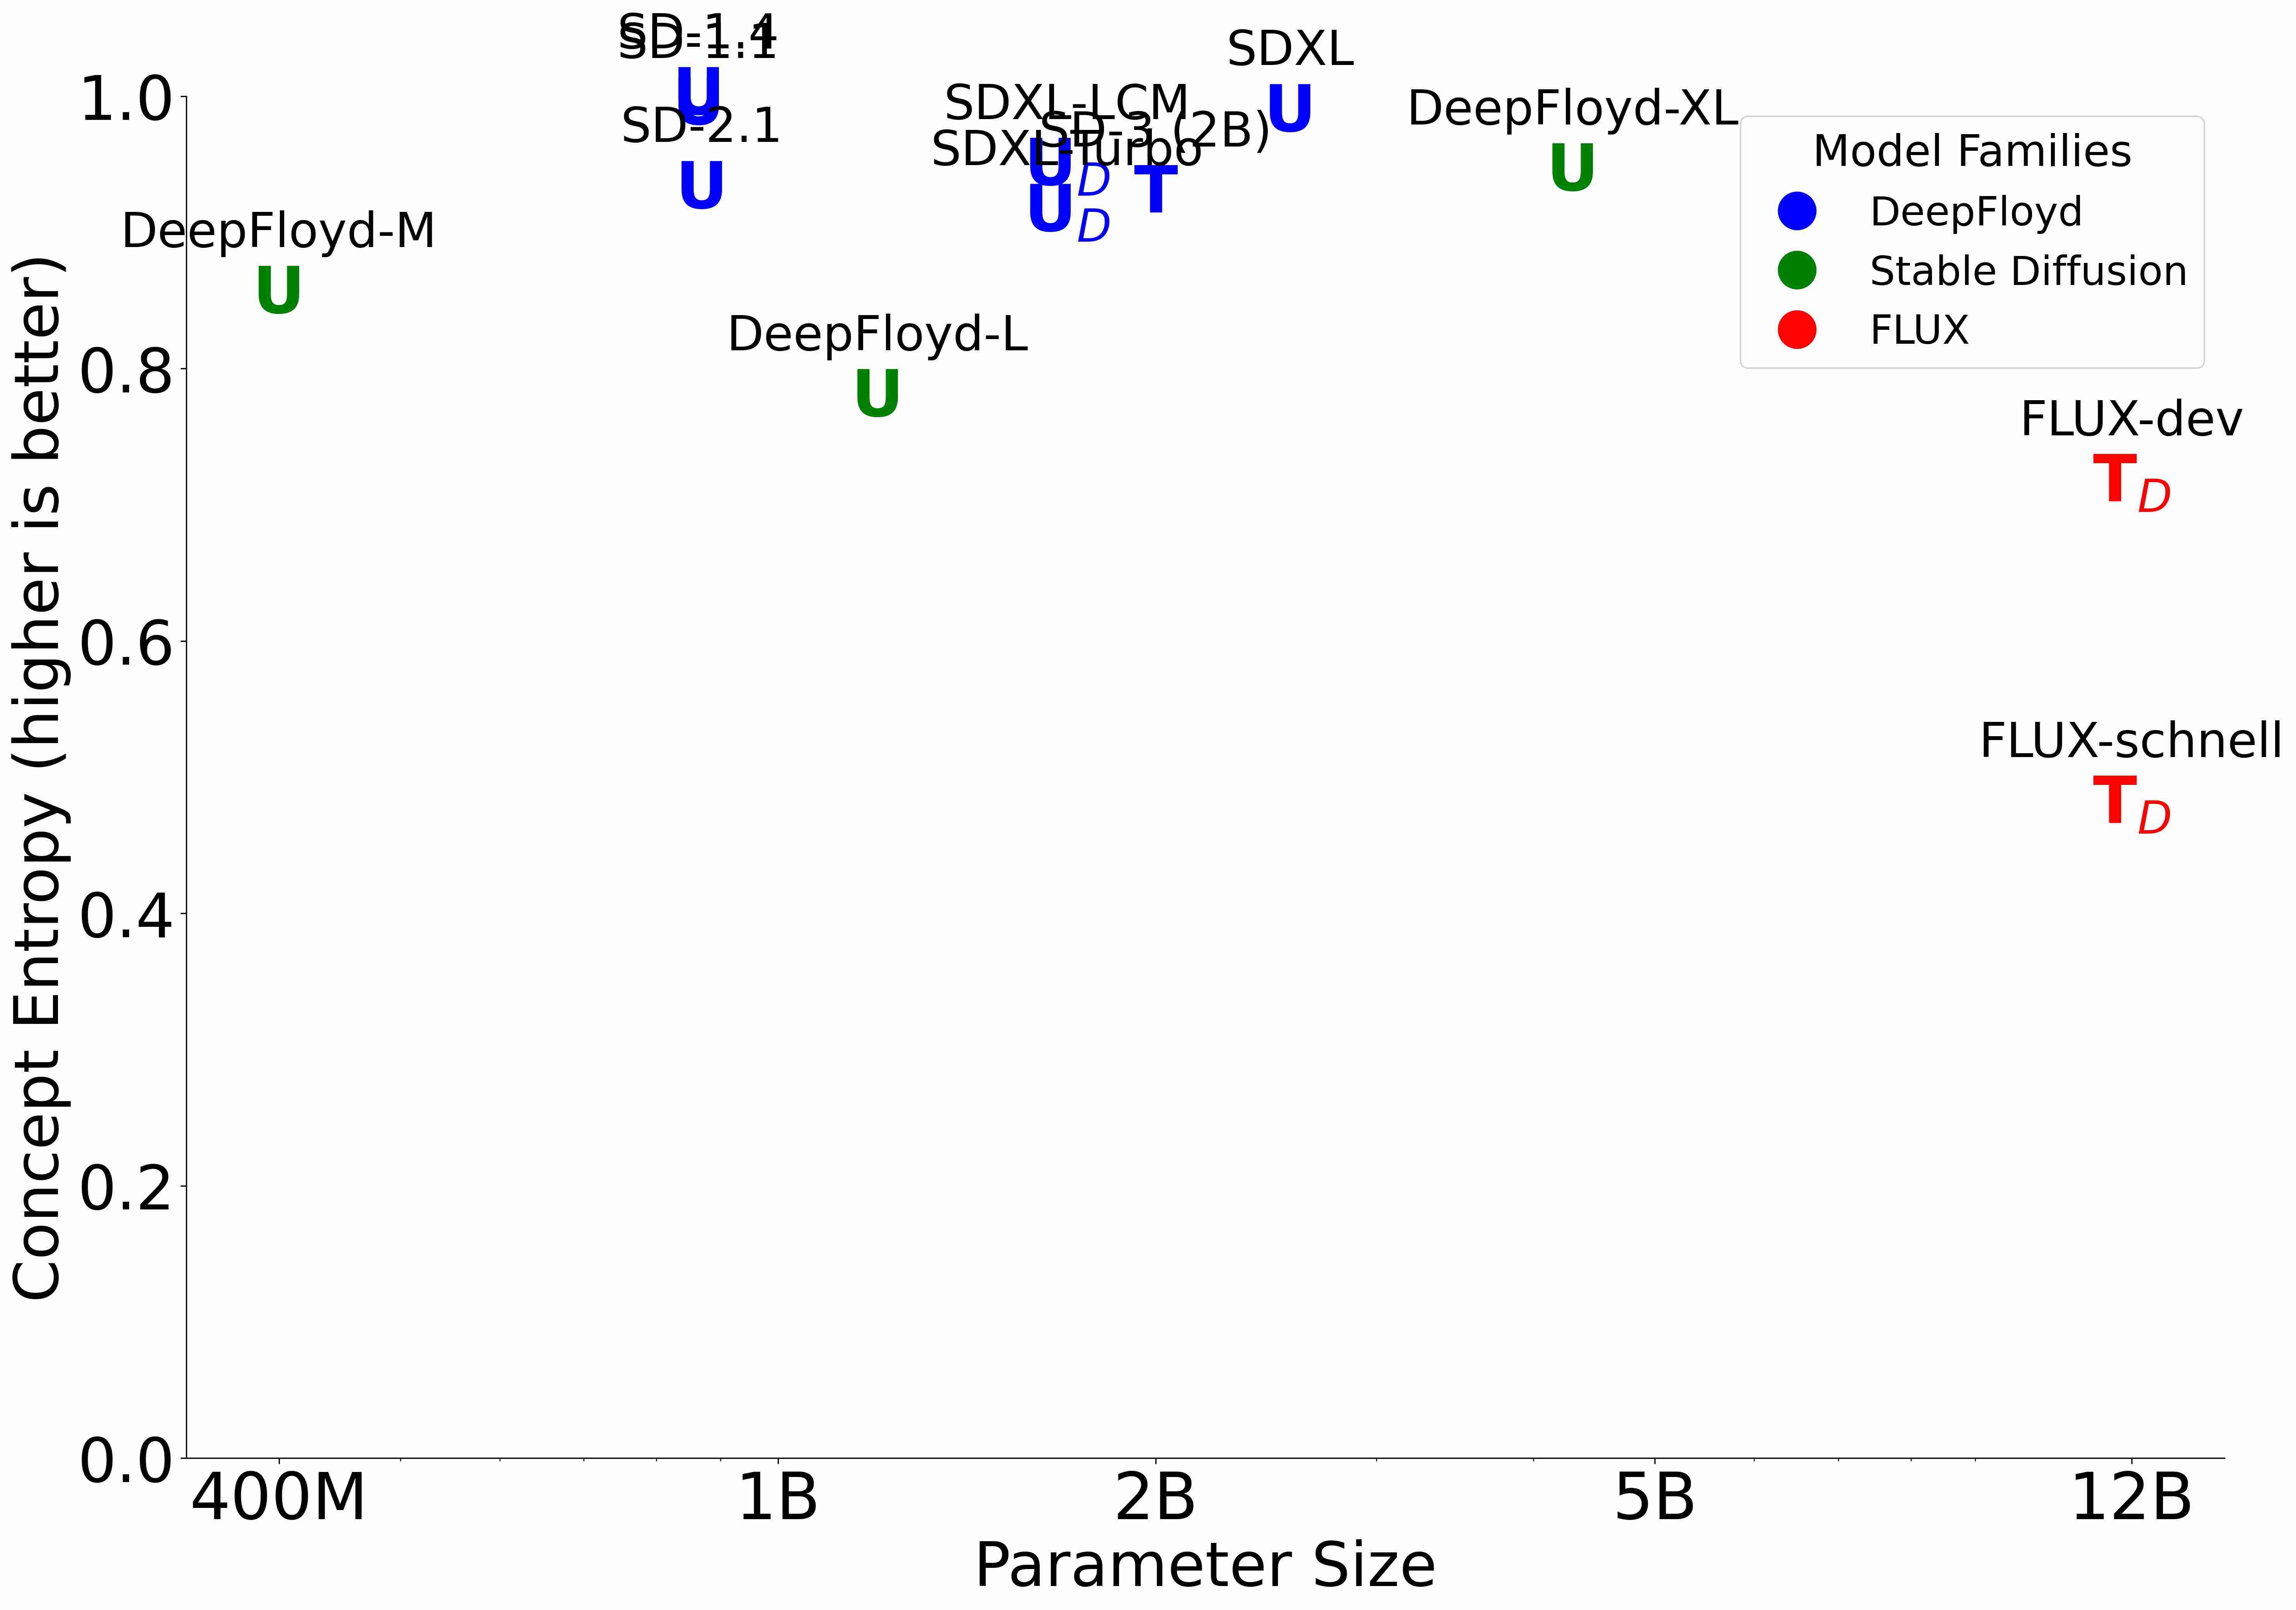 SD-1.4
SD-1.1
U
U
SD-2.1
U
SDXL
U
SDXL-LCM
U D
SD-3 (2B)
T
SDXL-Turbo
U D
DeepFloyd-XL
U
DeepFloyd-M
U
DeepFloyd-L
U
Model Families
DeepFloyd
Stable Diffusion
FLUX
FLUX-dev
T D
FLUX-schnell
T D
Concept Entropy (higher is better)
1.0
0.8
0.6
0.4
0.2
0.0
400M
1B
2B
5B
12B
Parameter Size